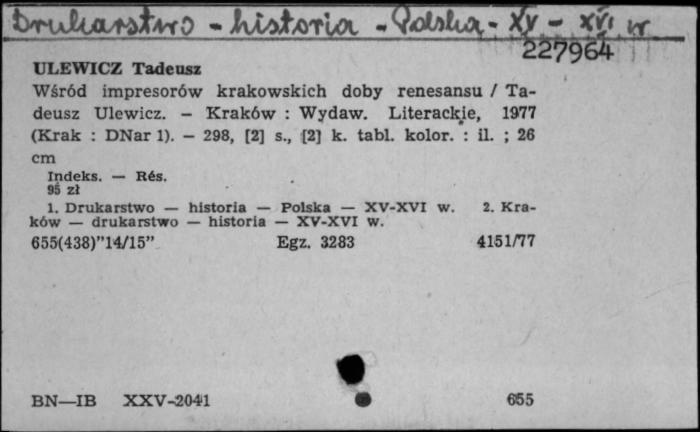 Drukarstwo - historia - Polska - XV - XVI w
227964
ULEWICZ Tadeusz
Wśród impresorów krakowskich doby renesansu / Ta-
deusz Ulewicz. — Kraków : Wydaw. Literackie, 1977
(Krak : DNar 1). — 298, [2] s., [2] k. tabl. kolor. : il. ; 26
cm
Indeks. — Rés.
95 zł
1. Drukarstwo — historia — Polska — XV-XVI w. 2. Kra-
ków — drukarstwo — historia — XV-XVI w.
655(438)"14/15" Egz. 3283 4151/77
BN—IB XXV-2041 655